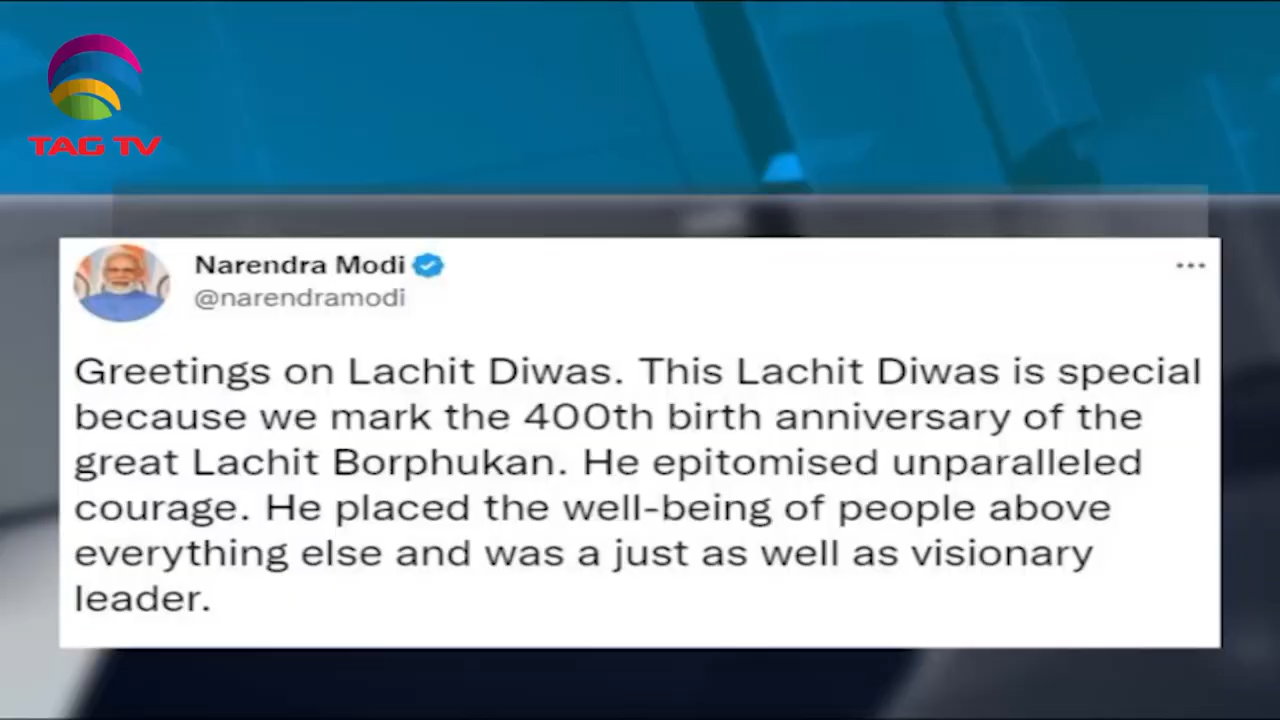 TAG TV
Narendra Modi
@narendramodi
Greetings on Lachit Diwas. This Lachit Diwas is special
because we mark the 400th birth anniversary of the
great Lachit Borphukan. He epitomised unparalleled
courage. He placed the well-being of people above
everything else and was a just as well as visionary
leader.